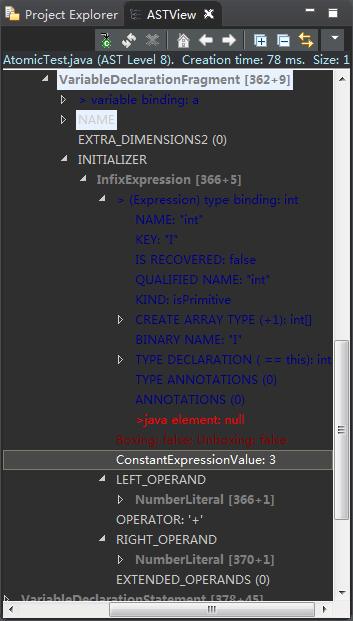 Project Explorer
ASTView
AtomicTest.java (AST Level 8). Creation time: 78 ms. Size: 1
VariableDeclarationFragment [362+9]
> variable binding: a
NAME
EXTRA_DIMENSIONS2 (0)
INITIALIZER
InfixExpression [366+5]
> (Expression) type binding: int
NAME: "int"
KEY: "I"
IS RECOVERED: false
QUALIFIED NAME: "int"
KIND: isPrimitive
CREATE ARRAY TYPE (+1): int[]
BINARY NAME: "I"
TYPE DECLARATION ( == this): int
TYPE ANNOTATIONS (0)
ANNOTATIONS (0)
>java element: null
Boxing: false; Unboxing: false
ConstantExpressionValue: 3
LEFT_OPERAND
NumberLiteral [366+1]
OPERATOR: '+'
RIGHT_OPERAND
NumberLiteral [370+1]
EXTENDED_OPERANDS (0)
VariableDeclarationStatement [378+45]